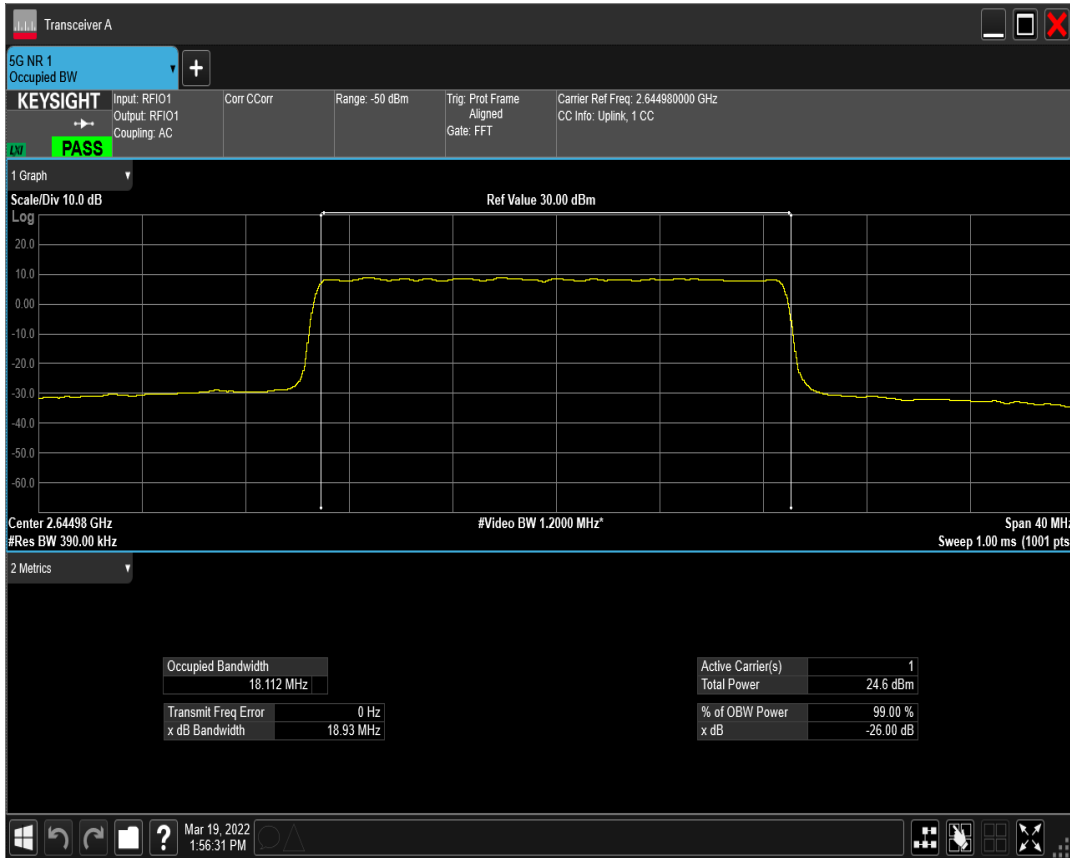 Transceiver A
5G NR 1
Occupied BW
+
KEYSIGHT
LXI
PASS
Input: RFIO1
Output: RFIO1
Coupling: AC
Corr CCorr
Range: -50 dBm
Trig: Prot Frame
Aligned
Gate: FFT
Carrier Ref Freq: 2.644980000 GHz
CC Info: Uplink, 1 CC
1 Graph
Scale/Div 10.0 dB
Ref Value 30.00 dBm
Log
20.0
10.0
0.00
-10.0
-20.0
-30.0
-40.0
-50.0
-60.0
Center 2.64498 GHz
#Video BW 1.2000 MHz*
Span 40 MHz
#Res BW 390.00 kHz
Sweep 1.00 ms (1001 pts
2 Metrics
Occupied Bandwidth
18.112 MHz
Transmit Freq Error 0 Hz
x dB Bandwidth 18.93 MHz
Active Carrier(s) 1
Total Power 24.6 dBm
% of OBW Power 99.00 %
x dB -26.00 dB
?
Mar 19, 2022
1:56:31 PM